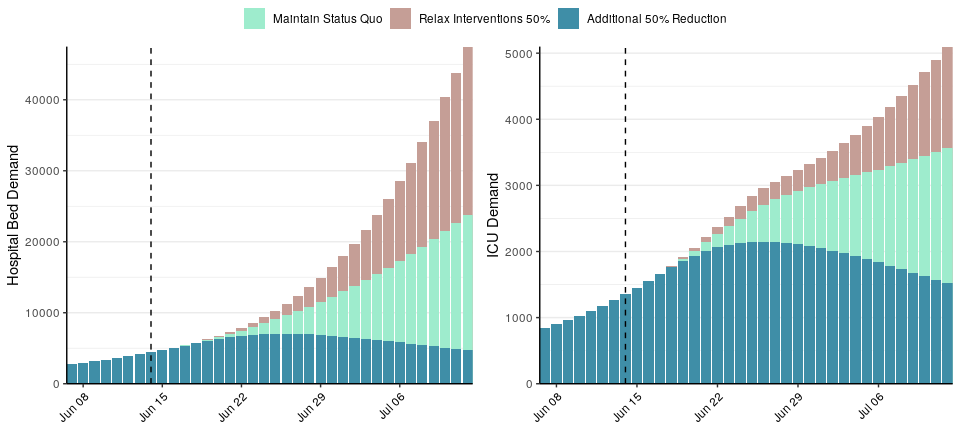 Maintain Status Quo Relax Interventions 50% Additional 50% Reduction
Hospital Bed Demand
40000
30000
20000
10000
0
Jun 08
Jun 15
Jun 22
Jun 29
Jul 06
ICU Demand
5000
4000
3000
2000
1000
0
Jun 08
Jun 15
Jun 22
Jun 29
Jul 06